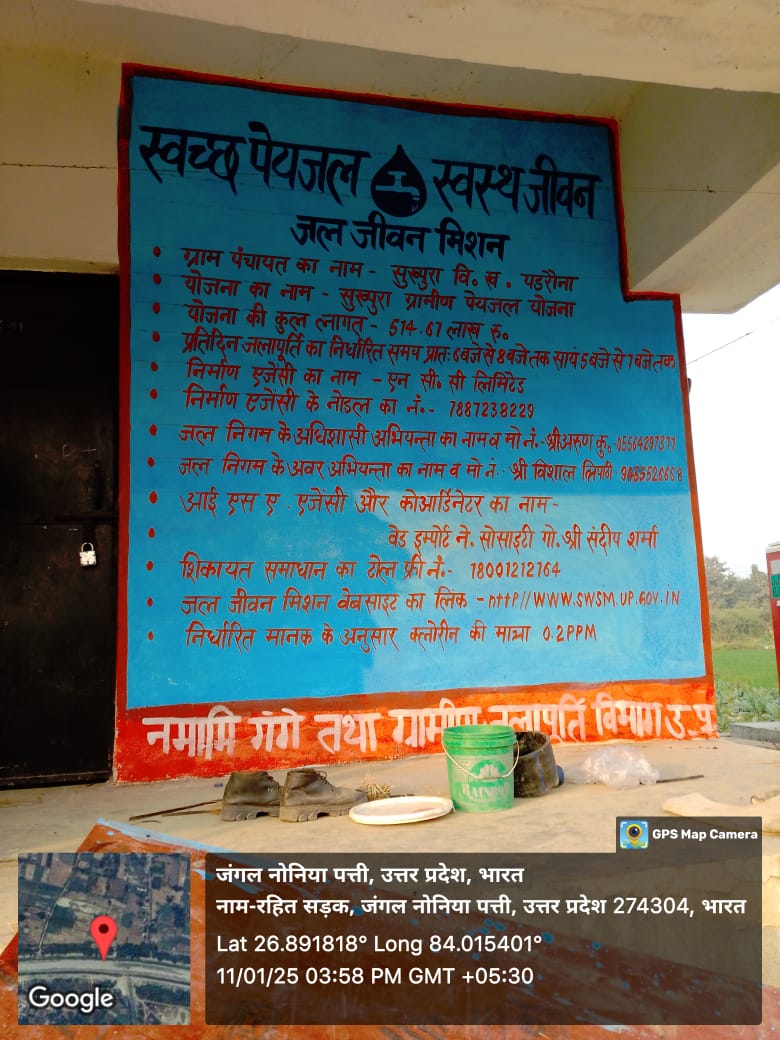 स्वच्छ पेयजल स्वस्थ जीवन
जल जीवन मिशन
• ग्राम पंचायत का नाम - सुखपुरा वि. ख. पडरौना
• योजना का नाम - सुखपुरा ग्रामीण पेयजल योजना
• योजना की कुल लागत - 514.67 लाख रु.
• प्रतिदिन जलापूर्ति का निर्धारित समय प्रातः 6 बजे से 8 बजे तक सायं 5 बजे से 7 बजे तक
• निर्माण एजेंसी का नाम - एन सी. सी लिमिटेड
• निर्माण एजेंसी के नोडल का नं.- 7887238229
• जल निगम के अधिशासी अभियन्ता का नाम व मो नं.- श्री अरुण कु.
• जल निगम के अवर अभियन्ता का नाम व मो नं.- श्री विशाल त्रिपाठी
• आई एस ए. एजेंसी और कोआर्डिनेटर का नाम -
• वेड इम्पोर्ट ने. सोसाइटी गो. श्री संदीप शर्मा
• शिकायत समाधान का टोल फ्री नं.- 18001212164
• जल जीवन मिशन वेबसाइट का लिंक - http//WWW.SWSM.UP.GOV.IN
• निर्धारित मानक के अनुसार क्लोरीन की मात्रा 0.2PPM
नमामि गंगे तथा ग्रामीण जलापूर्ति विभाग उ.प्र
GPS Map Camera
जंगल नोनिया पत्ती, उत्तर प्रदेश, भारत
नाम-रहित सड़क, जंगल नोनिया पत्ती, उत्तर प्रदेश 274304, भारत
Lat 26.891818° Long 84.015401°
11/01/25 03:58 PM GMT +05:30
Google